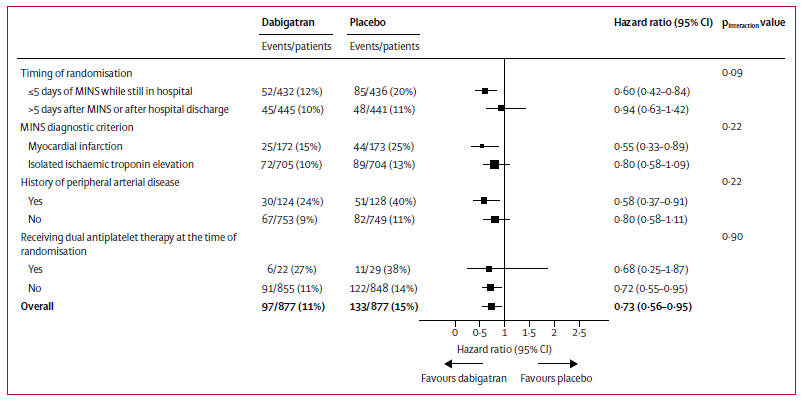 Dabigatran Placebo Hazard ratio (95% CI) pinteraction value
Events/patients Events/patients
Timing of randomisation 0·09
≤5 days of MINS while still in hospital 52/432 (12%) 85/436 (20%) 0·60 (0·42–0·84)
>5 days after MINS or after hospital discharge 45/445 (10%) 48/441 (11%) 0·94 (0·63–1·42)
MINS diagnostic criterion 0·22
Myocardial infarction 25/172 (15%) 44/173 (25%) 0·55 (0·33–0·89)
Isolated ischaemic troponin elevation 72/705 (10%) 89/704 (13%) 0·80 (0·58–1·09)
History of peripheral arterial disease 0·22
Yes 30/124 (24%) 51/128 (40%) 0·58 (0·37–0·91)
No 67/753 (9%) 82/749 (11%) 0·80 (0·58–1·11)
Receiving dual antiplatelet therapy at the time of 0·90
randomisation
Yes 6/22 (27%) 11/29 (38%) 0·68 (0·25–1·87)
No 91/855 (11%) 122/848 (14%) 0·72 (0·55–0·95)
Overall 97/877 (11%) 133/877 (15%) 0·73 (0·56–0·95)
0 0·5 1 1·5 2 2·5
Hazard ratio (95% CI)
Favours dabigatran Favours placebo